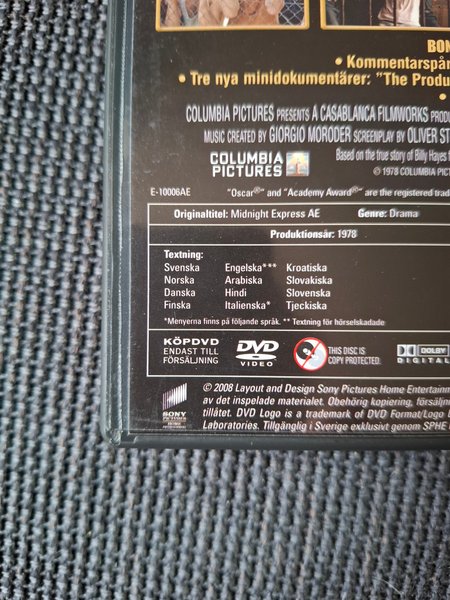 BON
• Kommentarspår
• Tre nya minidokumentärer: "The Produ
•
COLUMBIA PICTURES PRESENTS A CASABLANCA FILMWORKS PRODU
MUSIC CREATED BY GIORGIO MORODER SCREENPLAY BY OLIVER ST
COLUMBIA PICTURES
Based on the true story of Billy Hayes f
© 1978 COLUMBIA PICTURE
E-10006AE
"Oscar®" and "Academy Award®" are the registered trad
Originaltitel: Midnight Express AE Genre: Drama
Produktionsår: 1978
Textning:
Svenska Engelska*** Kroatiska
Norska Arabiska Slovakiska
Danska Hindi Slovenska
Finska Italienska* Tjeckiska
*Menyerna finns på följande språk. ** Textning för hörselskadade
KÖPDVD
ENDAST TILL
FÖRSÄLJNING
DVD
VIDEO
THIS DISC IS
COPY PROTECTED.
DOLBY
DIGITAL
SONY
PICTURES
© 2008 Layout and Design Sony Pictures Home Entertainm
av det inspelade materialet. Obehörig kopiering, försäljnin
tillåtet. DVD Logo is a trademark of DVD Format/Logo L
Laboratories. Tillgänglig i Sverige exklusivt genom SPHE